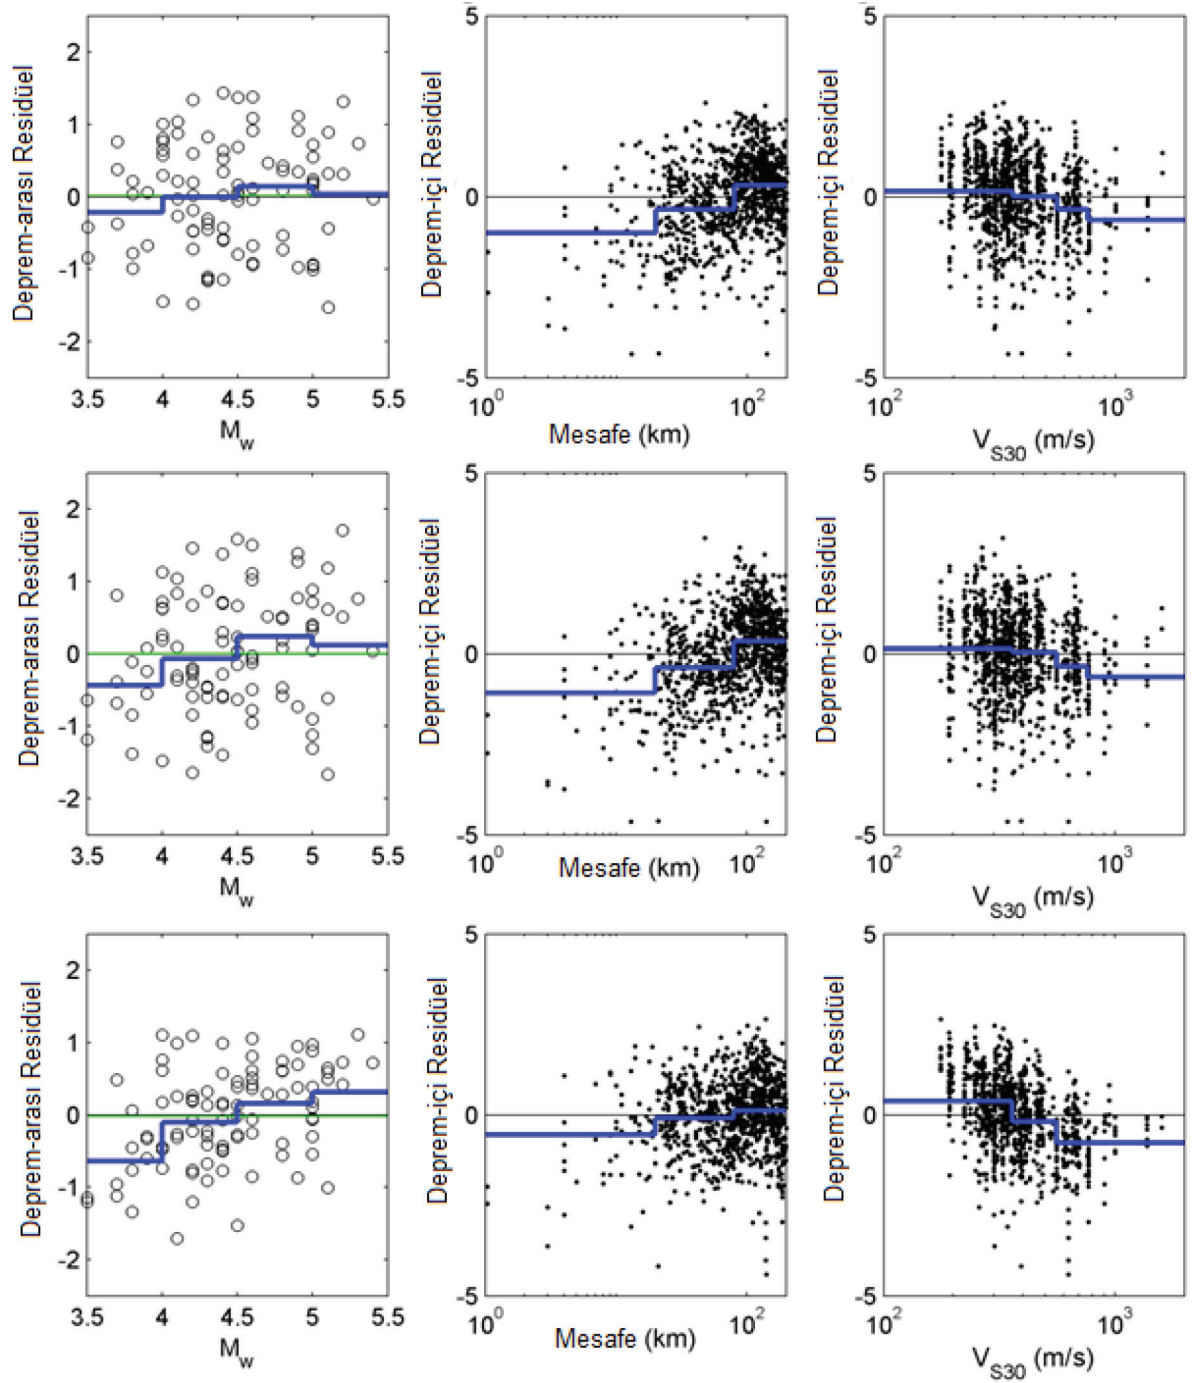 Deprem-arası Residüel
2
1
0
-1
-2
3.5 4 4.5 5 5.5
M_w
Deprem-içi Residüel
5
0
-5
10^0 10^2
Mesafe (km)
Deprem-içi Residüel
5
0
-5
10^2 10^3
V_S30 (m/s)
Deprem-arası Residüel
2
1
0
-1
-2
3.5 4 4.5 5 5.5
M_w
Deprem-içi Residüel
5
0
-5
10^0 10^2
Mesafe (km)
Deprem-içi Residüel
5
0
-5
10^2 10^3
V_S30 (m/s)
Deprem-arası Residüel
2
1
0
-1
-2
3.5 4 4.5 5 5.5
M_w
Deprem-içi Residüel
5
0
-5
10^0 10^2
Mesafe (km)
Deprem-içi Residüel
5
0
-5
10^2 10^3
V_S30 (m/s)